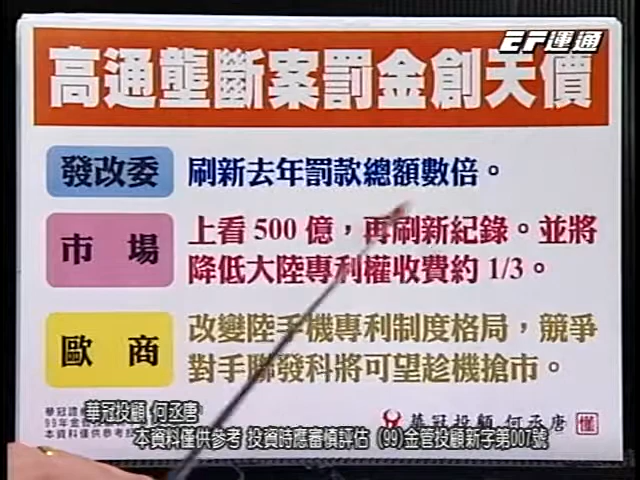 EF運通
高通壟斷案罰金創天價
發改委 刷新去年罰款總額數倍。
市場 上看500億，再刷新紀錄。並將
降低大陸專利權收費約1/3。
歐商 改變陸手機專利制度格局，競爭
對手聯發科將可望趁機搶市。
華冠投顧 何丞唐 懂
華冠投顧 何丞唐
本資料僅供參考 投資時應審慎評估 (99)金管投顧新字第007號